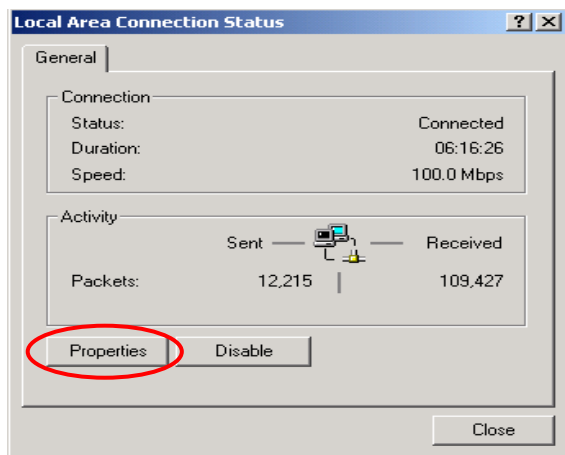 Local Area Connection Status
General
Connection
Status: Connected
Duration: 06:16:26
Speed: 100.0 Mbps
Activity
Sent Received
Packets: 12,215 109,427
Properties Disable
Close